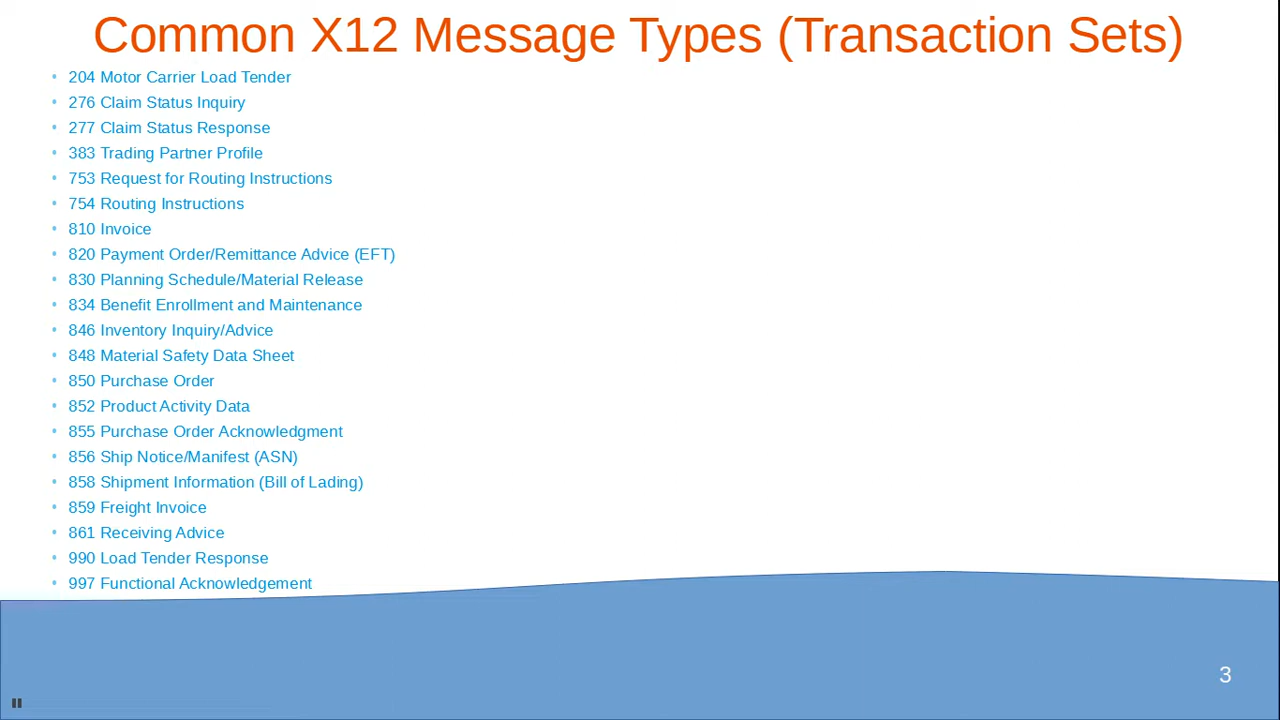 Common X12 Message Types (Transaction Sets)
204 Motor Carrier Load Tender
276 Claim Status Inquiry
277 Claim Status Response
383 Trading Partner Profile
753 Request for Routing Instructions
754 Routing Instructions
810 Invoice
820 Payment Order/Remittance Advice (EFT)
830 Planning Schedule/Material Release
834 Benefit Enrollment and Maintenance
846 Inventory Inquiry/Advice
848 Material Safety Data Sheet
850 Purchase Order
852 Product Activity Data
855 Purchase Order Acknowledgment
856 Ship Notice/Manifest (ASN)
858 Shipment Information (Bill of Lading)
859 Freight Invoice
861 Receiving Advice
990 Load Tender Response
997 Functional Acknowledgement
3